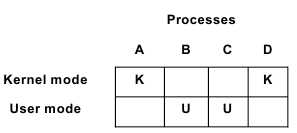 Processes
A B C D
Kernel mode K K
User mode U U